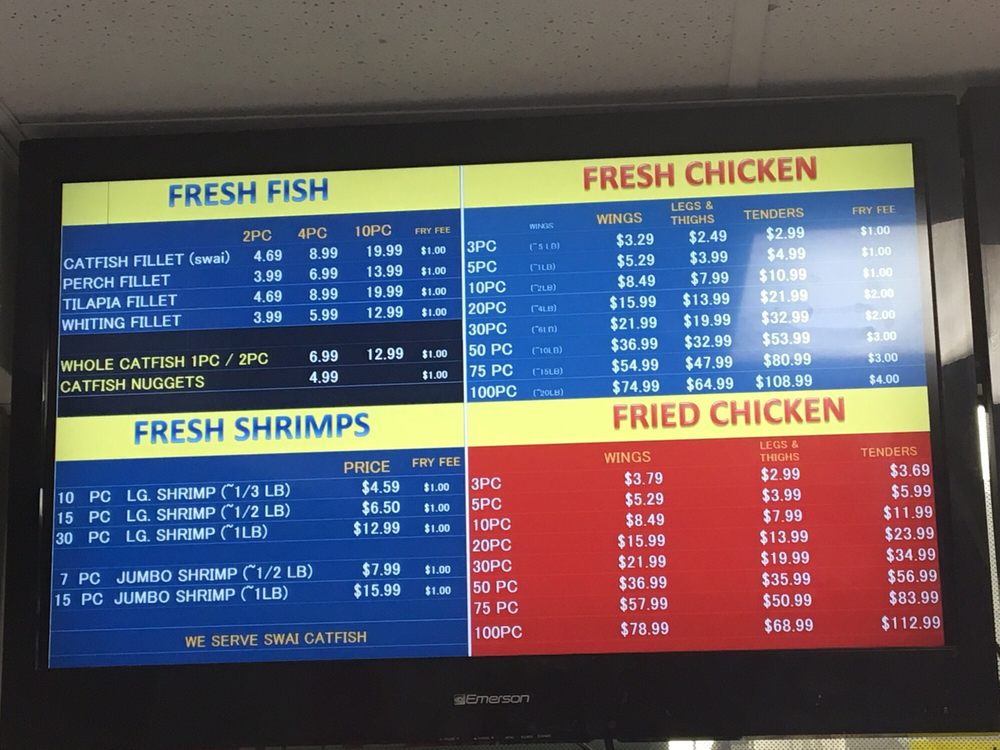 FRESH FISH
2PC 4PC 10PC FRY FEE
CATFISH FILLET (swai) 4.69 8.99 19.99 $1.00
PERCH FILLET 3.99 6.99 13.99 $1.00
TILAPIA FILLET 4.69 8.99 19.99 $1.00
WHITING FILLET 3.99 5.99 12.99 $1.00
WHOLE CATFISH 1PC / 2PC 6.99 12.99 $1.00
CATFISH NUGGETS 4.99 $1.00
FRESH SHRIMPS
PRICE FRY FEE
10 PC LG. SHRIMP (~1/3 LB) $4.59 $1.00
15 PC LG. SHRIMP (~1/2 LB) $6.50 $1.00
30 PC LG. SHRIMP (~1LB) $12.99 $1.00
7 PC JUMBO SHRIMP (~1/2 LB) $7.99 $1.00
15 PC JUMBO SHRIMP (~1LB) $15.99 $1.00
WE SERVE SWAI CATFISH
FRESH CHICKEN
WINGS WINGS LEGS & THIGHS TENDERS FRY FEE
3PC $3.29 $2.49 $2.99 $1.00
5PC (~1LB) $5.29 $3.99 $4.99 $1.00
10PC (~2LB) $8.49 $7.99 $10.99 $1.00
20PC (~4LB) $15.99 $13.99 $21.99 $2.00
30PC $21.99 $19.99 $32.99 $2.00
50 PC (~10LB) $36.99 $32.99 $53.99 $3.00
75 PC (~15LB) $54.99 $47.99 $80.99 $3.00
100PC (~20LB) $74.99 $64.99 $108.99 $4.00
FRIED CHICKEN
WINGS LEGS & THIGHS TENDERS
3PC $3.79 $2.99 $3.69
5PC $5.29 $3.99 $5.99
10PC $8.49 $7.99 $11.99
20PC $15.99 $13.99 $23.99
30PC $21.99 $19.99 $34.99
50 PC $36.99 $35.99 $56.99
75 PC $57.99 $50.99 $83.99
100PC $78.99 $68.99 $112.99
Emerson